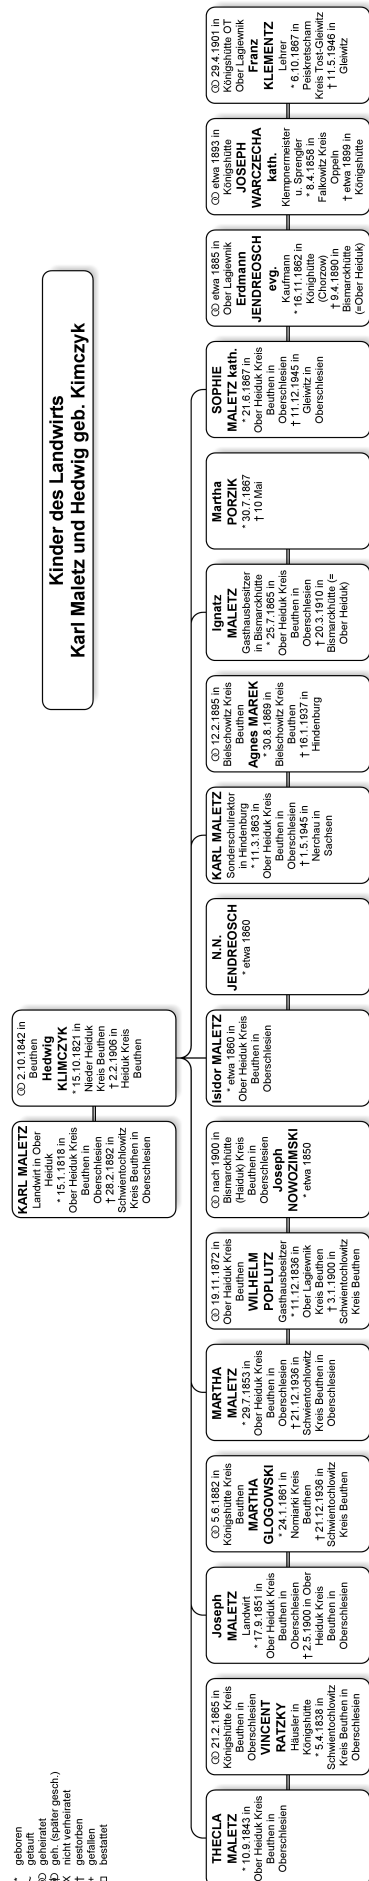 * geboren
~ getauft
⚭ geheiratet
geh. (später gesch.)
X nicht verheiratet
† gestorben
+ gefallen
□ bestattet
Kinder des Landwirts
Karl Maletz und Hedwig geb. Kimczyk
KARL MALETZ
Landwirt in Ober
Heiduk
* 15.1.1818 in
Ober Heiduk Kreis
Beuthen in
Oberschlesien
† 28.2.1892 in
Schwientochlowitz
Kreis Beuthen in
Oberschlesien
⚭ 2.10.1842 in
Beuthen
Hedwig
KLIMCZYK
* 15.10.1821 in
Nieder Heiduk
Kreis Beuthen
† 2.2.1906 in
Heiduk Kreis
Beuthen
THECLA
MALETZ
* 10.9.1843 in
Ober Heiduk Kreis
Beuthen in
Oberschlesien
⚭ 21.2.1865 in
Königshütte Kreis
Beuthen in
Oberschlesien
VINCENT
RATZKY
Häusler in
Königshütte
* 5.4.1838 in
Schwientochlowitz
Kreis Beuthen in
Oberschlesien
Joseph
MALETZ
Landwirt
* 17.9.1851 in
Ober Heiduk Kreis
Beuthen in
Oberschlesien
† 2.5.1900 in Ober
Heiduk Kreis
Beuthen in
Oberschlesien
⚭ 5.6.1882 in
Königshütte Kreis
Beuthen
MARTHA
GLOGOWSKI
* 24.1.1861 in
Nomiarki Kreis
Beuthen
† 21.12.1936 in
Schwientochlowitz
Kreis Beuthen
MARTHA
MALETZ
* 29.7.1853 in
Ober Heiduk Kreis
Beuthen in
Oberschlesien
† 21.12.1936 in
Schwientochlowitz
Kreis Beuthen in
Oberschlesien
⚭ 19.11.1872 in
Ober Haiduk Kreis
Beuthen
WILHELM
POPLUTZ
Gasthausbesitzer
* 11.12.1836 in
Ober Lagiewnik
Kreis Beuthen
† 3.1.1900 in
Schwientochlowitz
Kreis Beuthen
⚭ nach 1900 in
Bismarckhütte
(Haiduk) Kreis
Beuthen in
Oberschlesien
Joseph
NOWOZIMSKI
* etwa 1850
Isidor MALETZ
* etwa 1860 in
Ober Heiduk Kreis
Beuthen in
Oberschlesien
N.N.
JENDREOSCH
* etwa 1860
KARL MALETZ
Sonderschulrektor
in Hindenburg
* 11.3.1863 in
Ober Heiduk Kreis
Beuthen in
Oberschlesien
† 1.5.1945 in
Nerchau in
Sachsen
⚭ 12.2.1895 in
Bielschowitz Kreis
Beuthen
Agnes MAREK
* 30.8.1869 in
Bielschowitz Kreis
Beuthen
† 16.1.1937 in
Hindenburg
Ignatz
MALETZ
Gasthausbesitzer
in Bismarckhütte
* 25.7.1865 in
Ober Heiduk Kreis
Beuthen in
Oberschlesien
† 20.3.1910 in
Bismarckhütte (=
Ober Heiduk)
Martha
PORZIK
* 30.7.1867
† 10 Mai
SOPHIE
MALETZ kath.
* 21.6.1867 in
Ober Heiduk Kreis
Beuthen in
Oberschlesien
† 11.12.1945 in
Gleiwitz in
Oberschlesien
⚭ etwa 1885 in
Ober Lagiewnik
Erdmann
JENDREOSCH
evg.
Kaufmann
* 16.11.1862 in
Könighütte
(Chorzow)
† 9.4.1890 in
Bismarckhütte
(=Ober Heiduk)
⚭ etwa 1893 in
Königshütte
JOSEPH
WARCZECHA
kath.
Klempnermeister
u. Sprengler
* 8.4.1858 in
Falkowitz Kreis
Oppeln
† etwa 1899 in
Königshütte
⚭ 29.4.1901 in
Königshütte OT
Ober Lagiewnik
Franz
KLEMENTZ
Lehrer
* 6.10.1867 in
Peiskretscham
Kreis Tost-Gleiwitz
† 11.5.1946 in
Gleiwitz